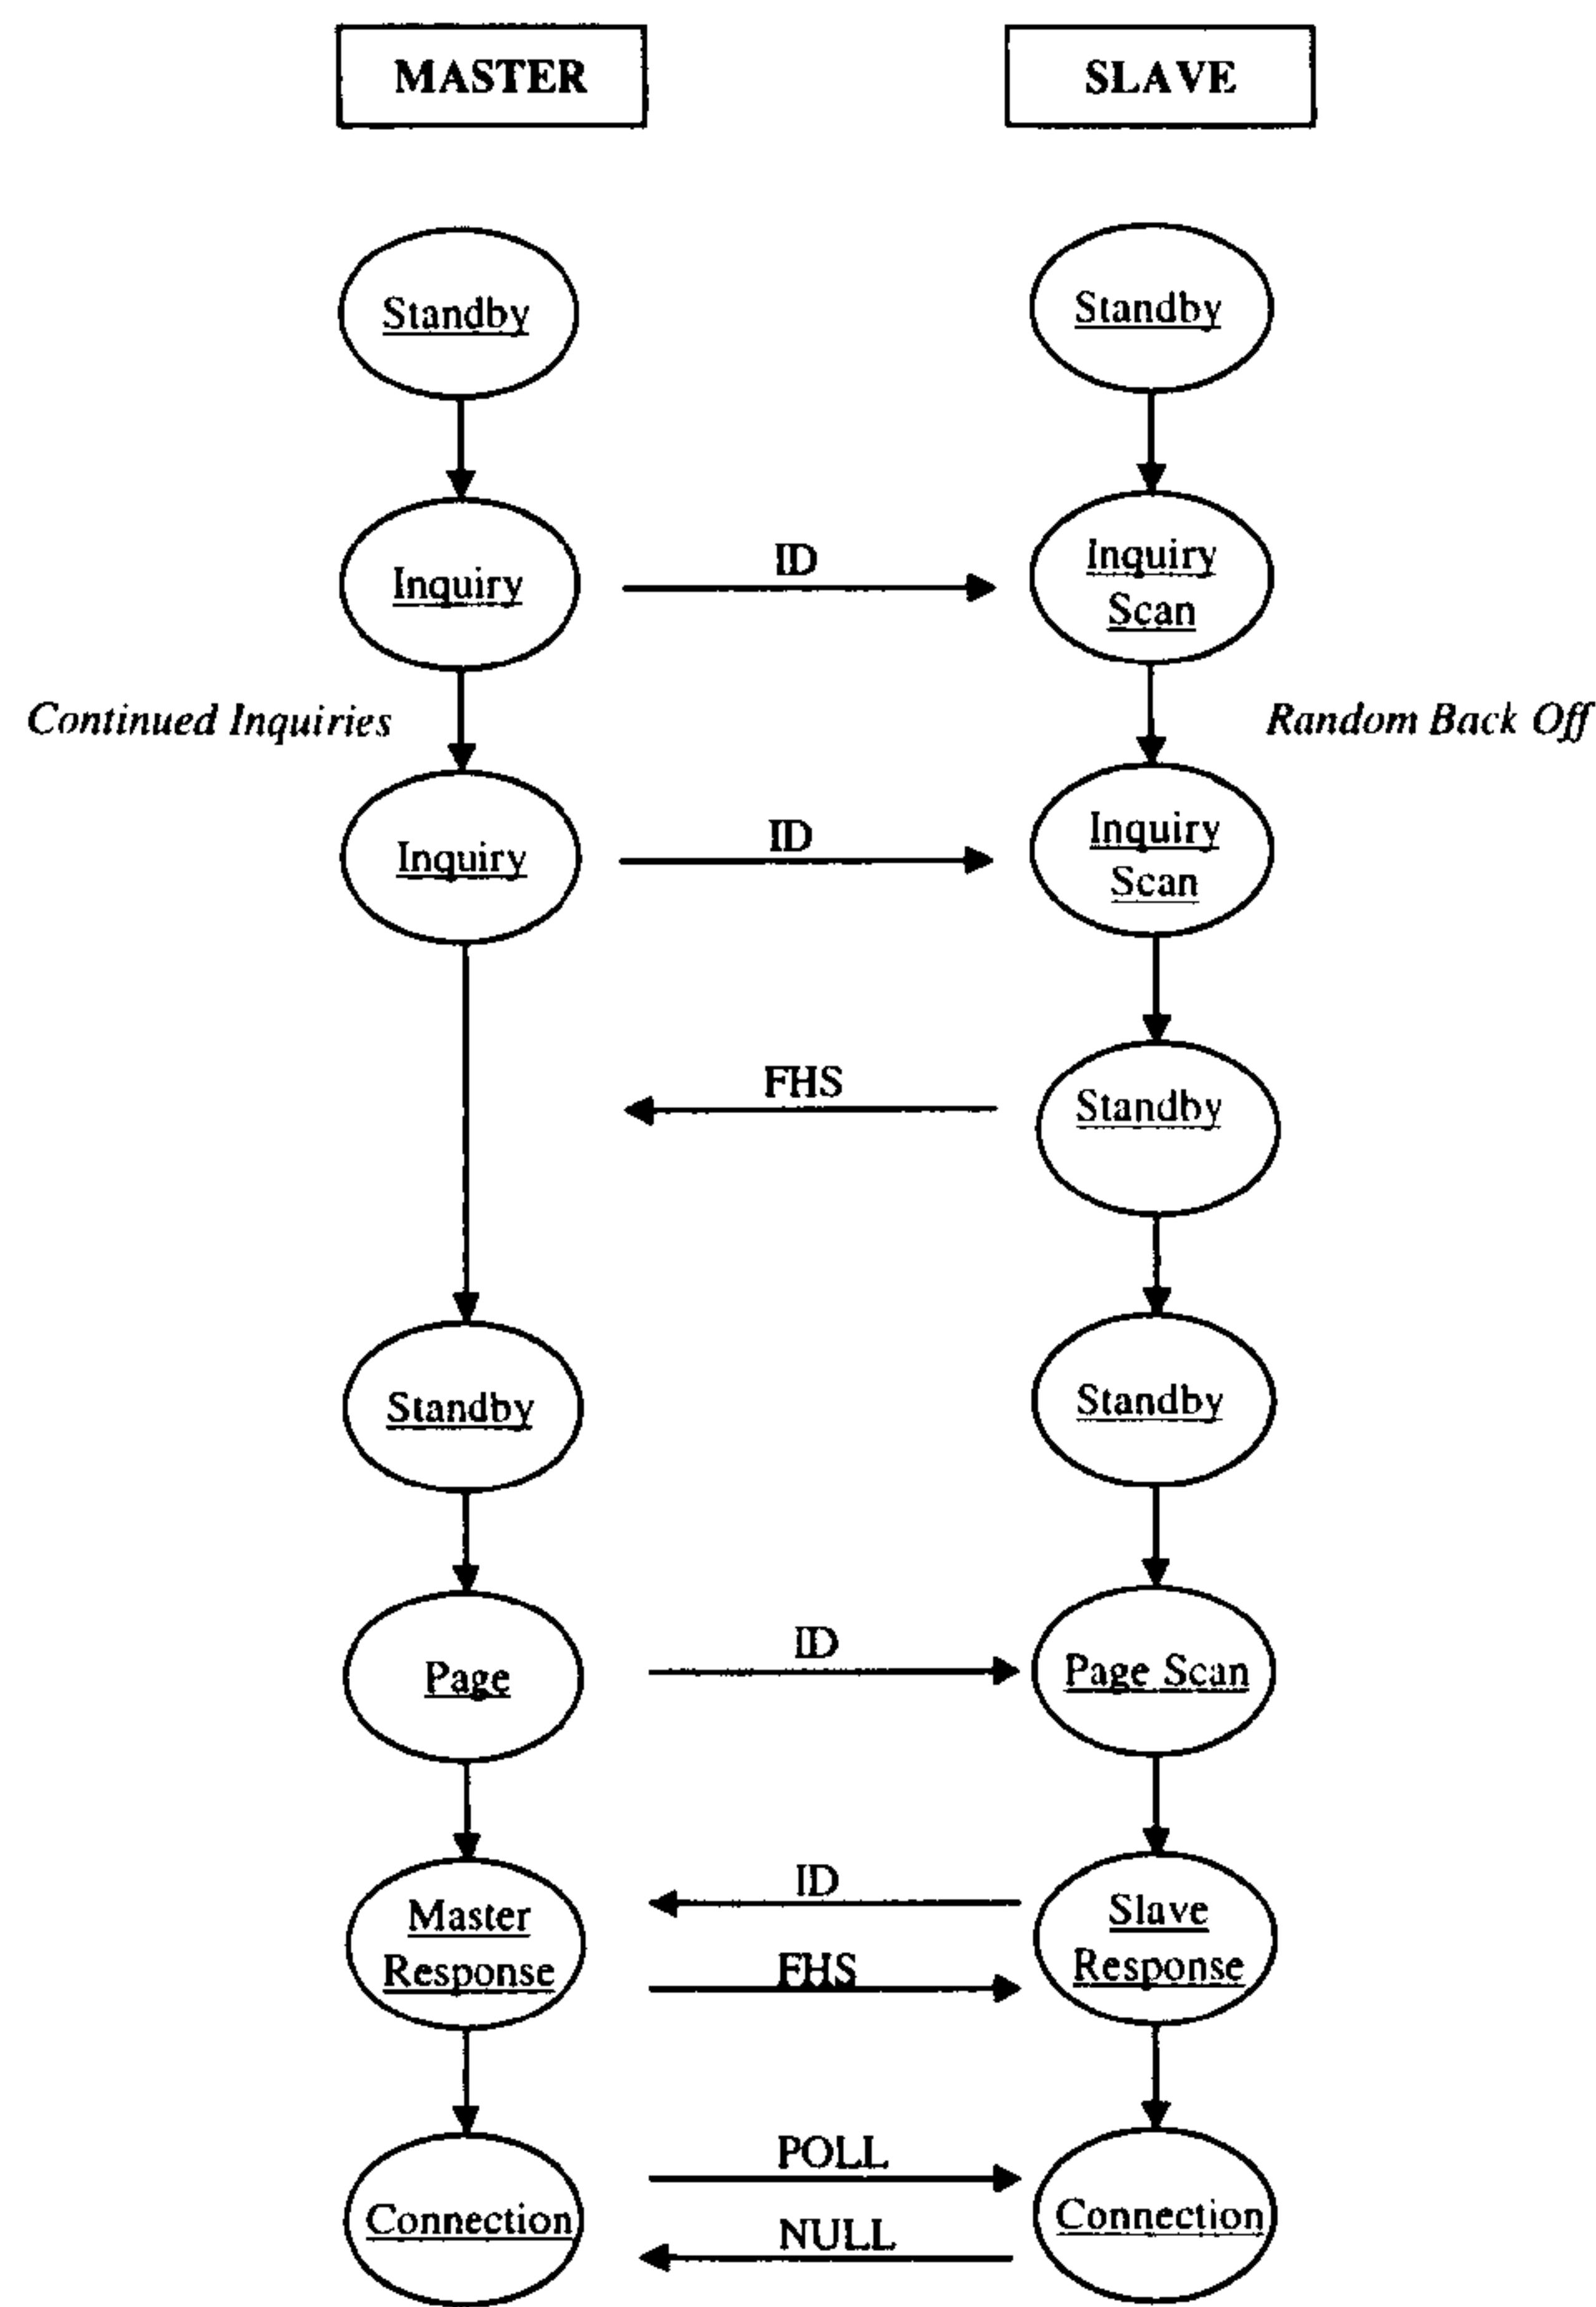 MASTER
SLAVE
Standby
Standby
Inquiry
ID
Inquiry
Scan
Continued Inquiries
Random Back Off
Inquiry
ID
Inquiry
Scan
FHS
Standby
Standby
Standby
Page
ID
Page Scan
Master
Response
ID
FHS
Slave
Response
Connection
POLL
NULL
Connection